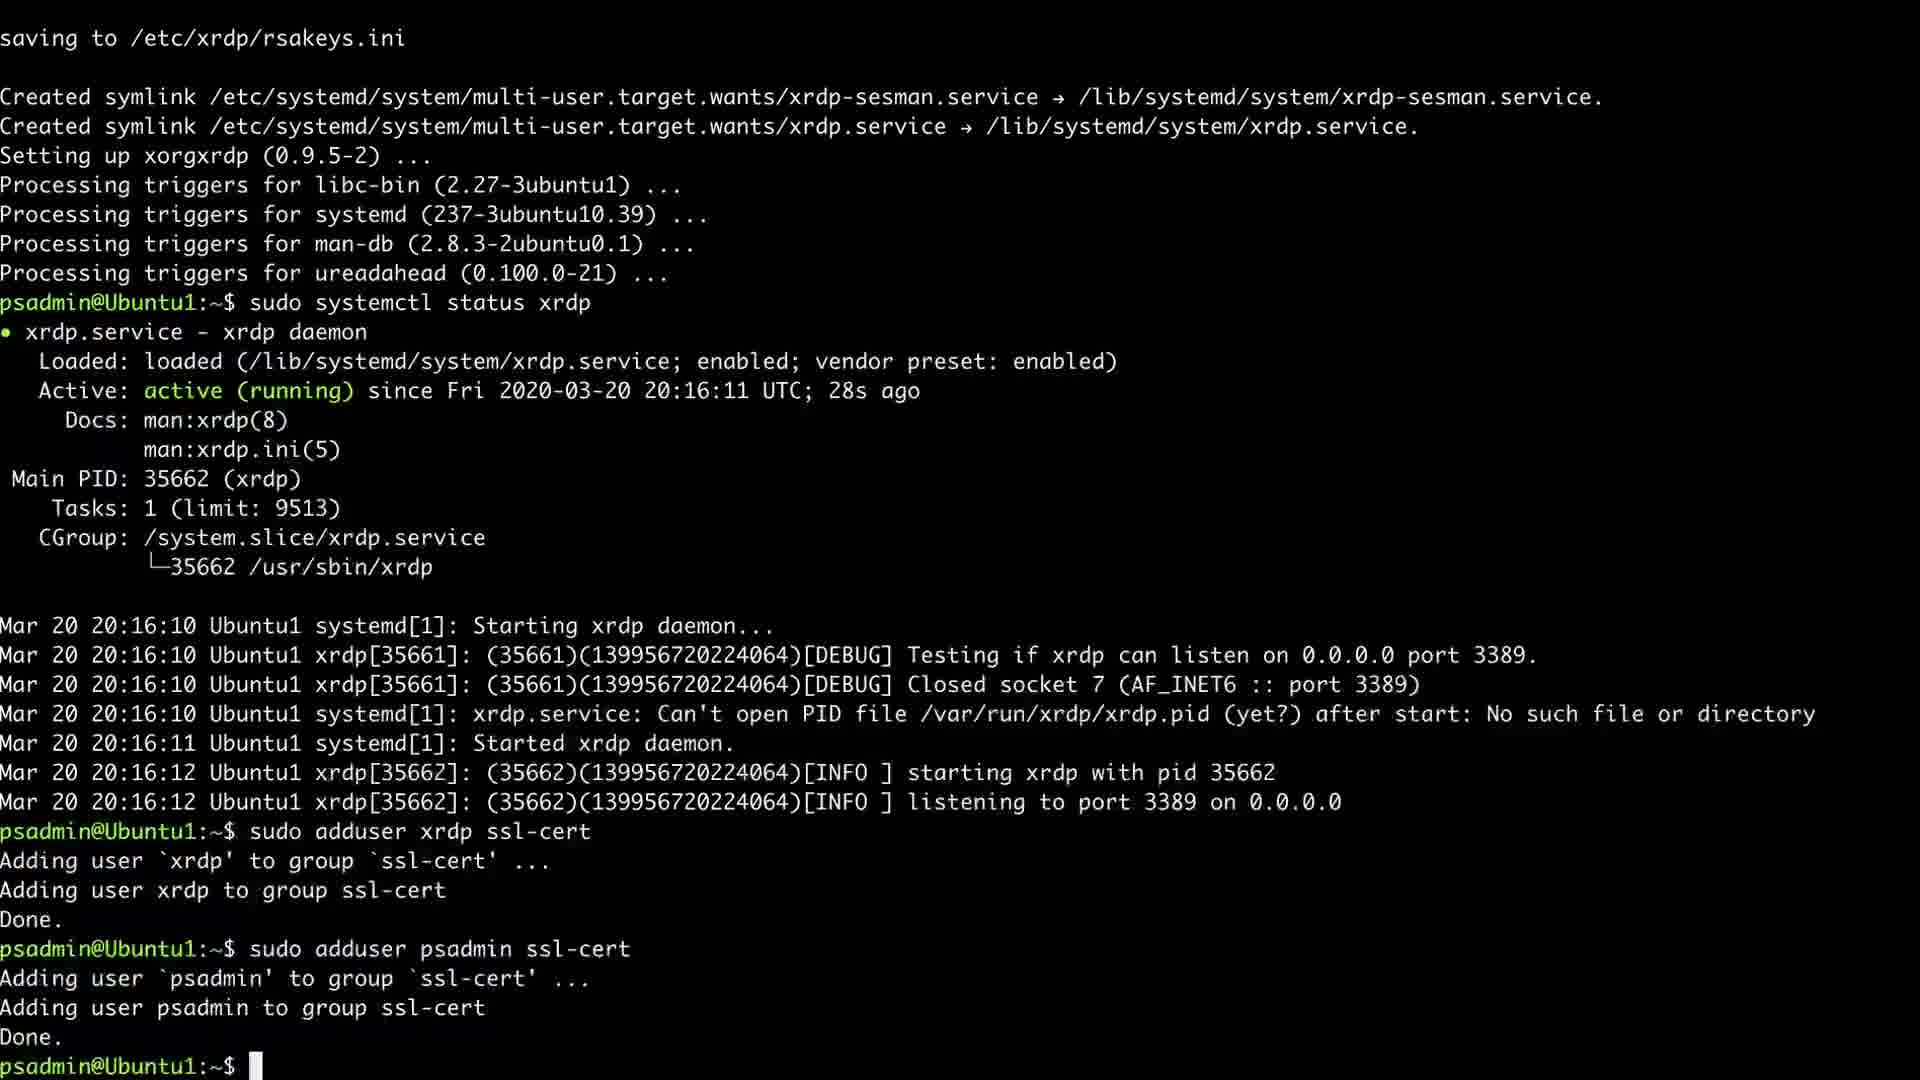 saving to /etc/xrdp/rsakeys.ini
Created symlink /etc/systemd/system/multi-user.target.wants/xrdp-sesman.service → /lib/systemd/system/xrdp-sesman.service.
Created symlink /etc/systemd/system/multi-user.target.wants/xrdp.service → /lib/systemd/system/xrdp.service.
Setting up xorgxrdp (0.9.5-2) ...
Processing triggers for libc-bin (2.27-3ubuntu1) ...
Processing triggers for systemd (237-3ubuntu10.39) ...
Processing triggers for man-db (2.8.3-2ubuntu0.1) ...
Processing triggers for ureadahead (0.100.0-21) ...
psadmin@Ubuntu1:~$ sudo systemctl status xrdp
● xrdp.service - xrdp daemon
   Loaded: loaded (/lib/systemd/system/xrdp.service; enabled; vendor preset: enabled)
   Active: active (running) since Fri 2020-03-20 20:16:11 UTC; 28s ago
     Docs: man:xrdp(8)
           man:xrdp.ini(5)
 Main PID: 35662 (xrdp)
    Tasks: 1 (limit: 9513)
   CGroup: /system.slice/xrdp.service
           └─35662 /usr/sbin/xrdp
Mar 20 20:16:10 Ubuntu1 systemd[1]: Starting xrdp daemon...
Mar 20 20:16:10 Ubuntu1 xrdp[35661]: (35661)(139956720224064)[DEBUG] Testing if xrdp can listen on 0.0.0.0 port 3389.
Mar 20 20:16:10 Ubuntu1 xrdp[35661]: (35661)(139956720224064)[DEBUG] Closed socket 7 (AF_INET6 :: port 3389)
Mar 20 20:16:10 Ubuntu1 systemd[1]: xrdp.service: Can't open PID file /var/run/xrdp/xrdp.pid (yet?) after start: No such file or directory
Mar 20 20:16:11 Ubuntu1 systemd[1]: Started xrdp daemon.
Mar 20 20:16:12 Ubuntu1 xrdp[35662]: (35662)(139956720224064)[INFO ] starting xrdp with pid 35662
Mar 20 20:16:12 Ubuntu1 xrdp[35662]: (35662)(139956720224064)[INFO ] listening to port 3389 on 0.0.0.0
psadmin@Ubuntu1:~$ sudo adduser xrdp ssl-cert
Adding user `xrdp' to group `ssl-cert' ...
Adding user xrdp to group ssl-cert
Done.
psadmin@Ubuntu1:~$ sudo adduser psadmin ssl-cert
Adding user `psadmin' to group `ssl-cert' ...
Adding user psadmin to group ssl-cert
Done.
psadmin@Ubuntu1:~$